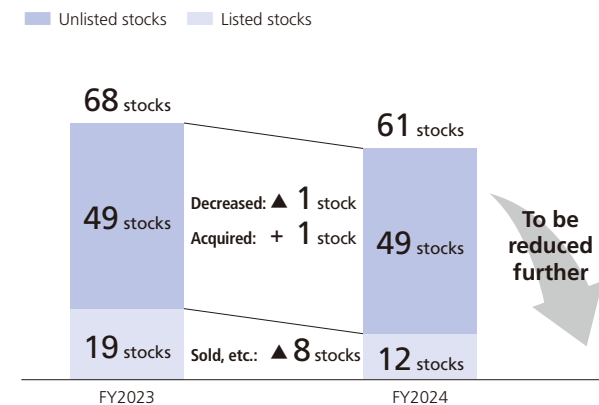 Unlisted stocks Listed stocks
68 stocks
61 stocks
49 stocks
Decreased: ▲ 1 stock
Acquired: + 1 stock
49 stocks
To be
reduced
further
19 stocks
Sold, etc.: ▲ 8 stocks
12 stocks
FY2023
FY2024